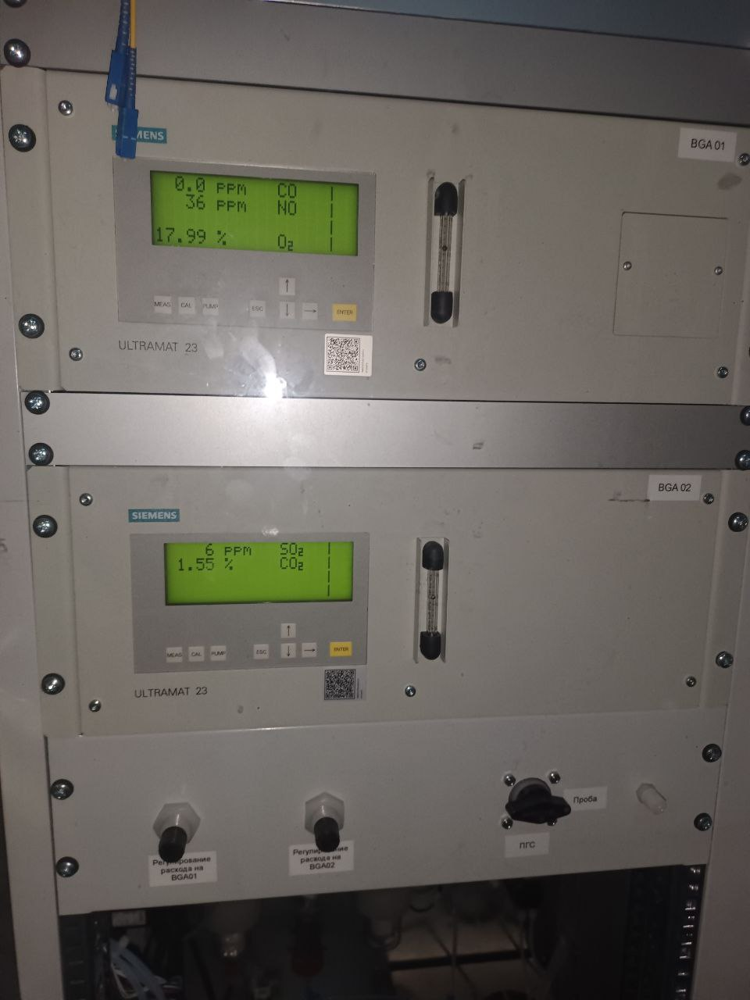 BGA 01
MENS
0.0 ppm CO
36 ppm NO
17.99 % O₂
MEAS CAL PUMP ESC ↑ ↓ → ENTER
ULTRAMAT 23
BGA 02
SIEMENS
6 ppm SO₂
1.55 % CO₂
MEAS CAL PUMP ESC ↑ ↓ → ENTER
ULTRAMAT 23
Регулирование
расхода на
BGA01
Регулирование
расхода на
BGA02
Проба
ПГС